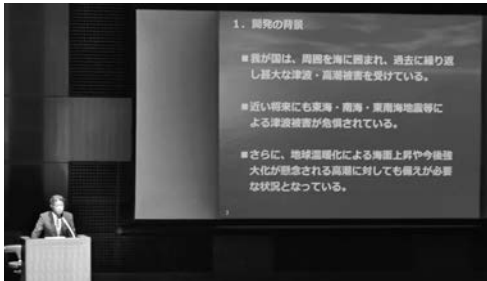 1. 開発の背景
■我が国は、周囲を海に囲まれ、過去に繰り返
し甚大な津波・高潮被害を受けている。
■近い将来にも東海・南海・東南海地震等に
よる津波被害が危惧されている。
■さらに、地球温暖化による海面上昇や今後強
大化が懸念される高潮に対しても備えが必要
な状況となっている。